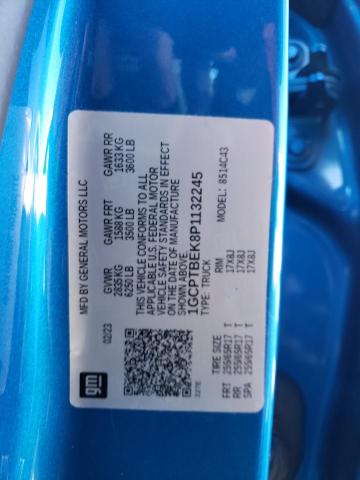 gm
MFD BY GENERAL MOTORS LLC
02/23
GVWR GAWR FRT GAWR RR
2835KG 1588 KG 1633 KG
6250 LB 3500 LB 3600 LB
THIS VEHICLE CONFORMS TO ALL
APPLICABLE U.S. FEDERAL MOTOR
VEHICLE SAFETY STANDARDS IN EFFECT
ON THE DATE OF MANUFACTURE
SHOWN ABOVE.
1GCPTBEK8P1132245
TYPE: TRUCK MODEL: 8514C43
TIRE SIZE RIM
FRT 255/65R17 T 17X8J
RR 255/65R17 T 17X8J
SPA 255/65R17 T 17X8J